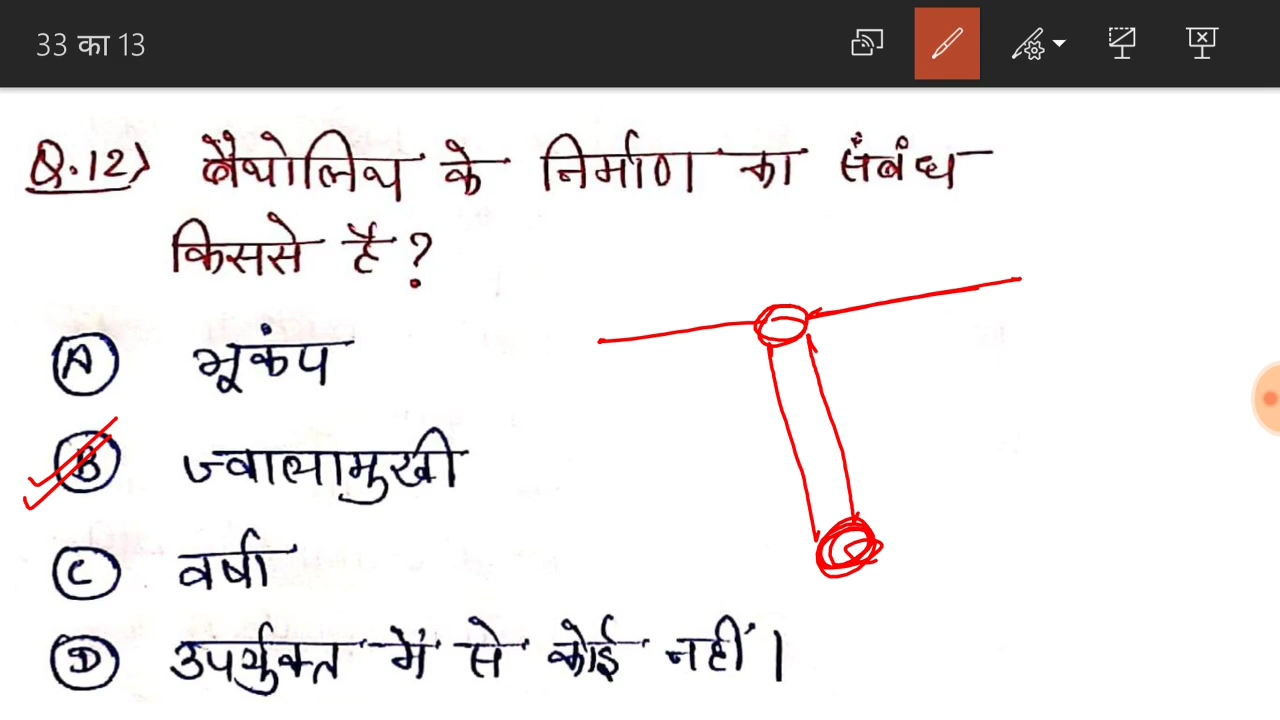 33 का 13
Q.12) बैथोलिथ के निर्माण का संबंध
किससे है ?
A भूकंप
B ज्वालामुखी
C वर्षा
D उपर्युक्त में से कोई नहीं।